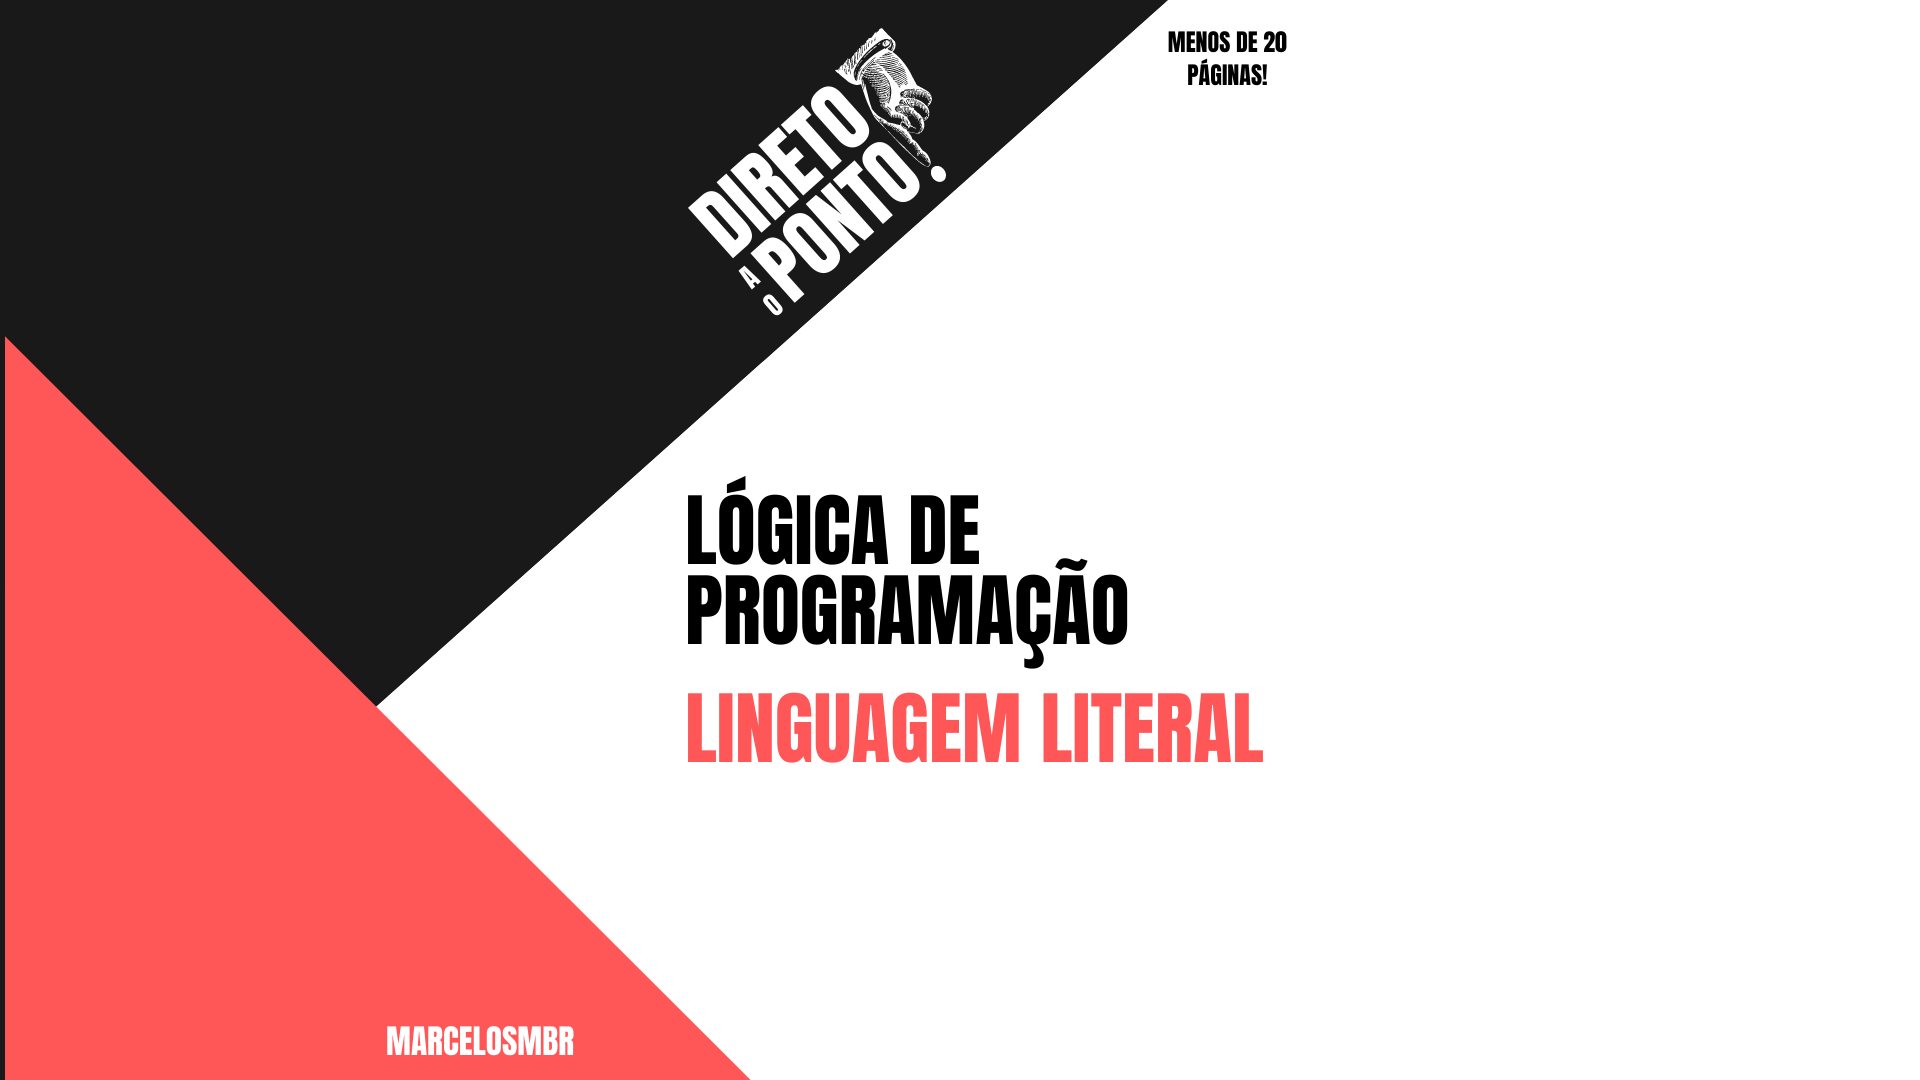 MENOS DE 20
PÁGINAS!
DIRETO
AO PONTO.
LÓGICA DE
PROGRAMAÇÃO
LINGUAGEM LITERAL
MARCELOSMBR